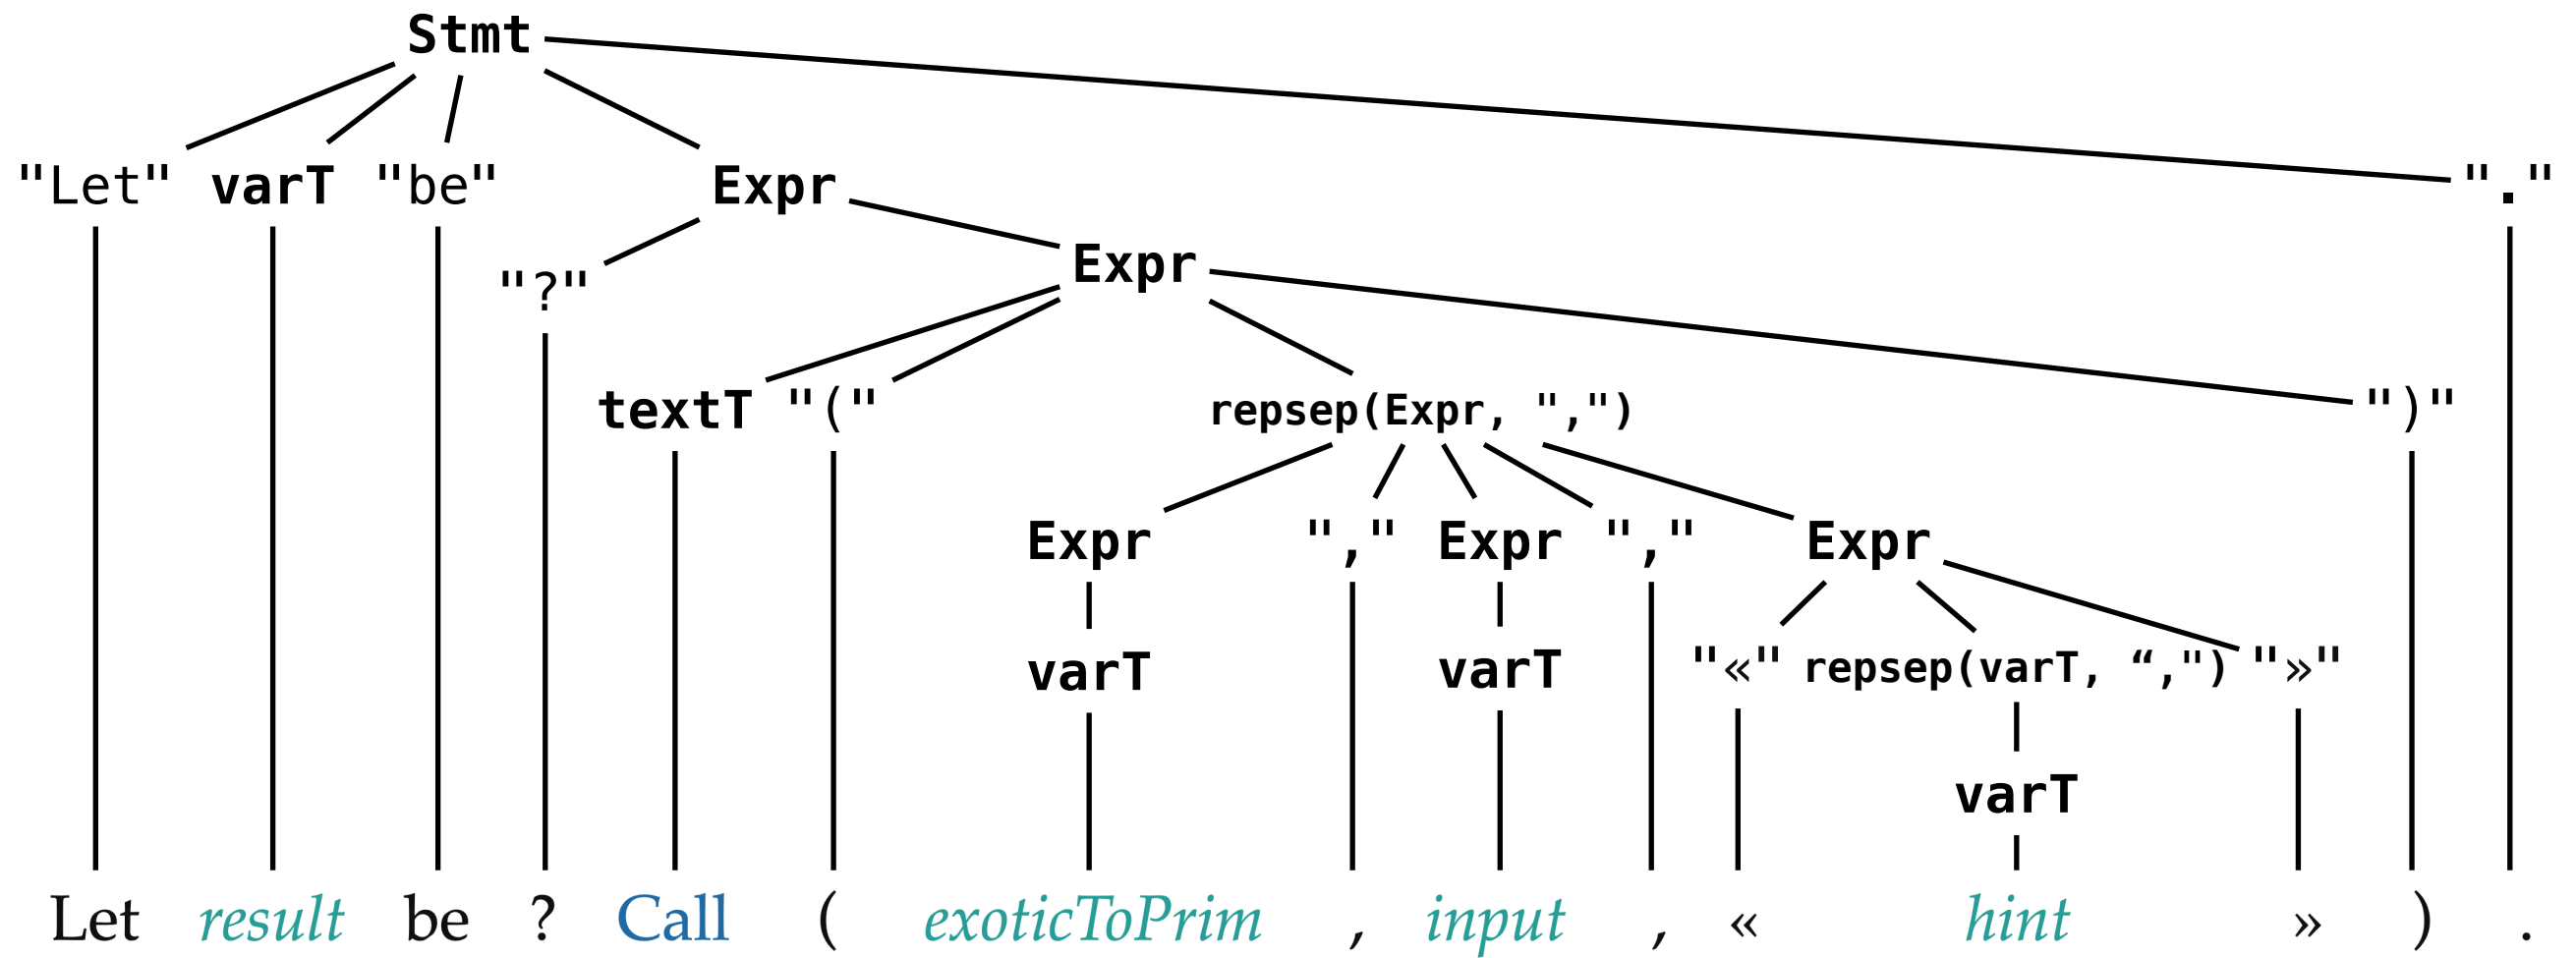 Stmt
"Let" varT "be" Expr "."
Expr
"?"
textT "(" repsep(Expr, ",") ")"
Expr "," Expr "," Expr
varT varT "«" repsep(varT, “,") "»"
varT
Let result be ? Call ( exoticToPrim , input , « hint » ) .